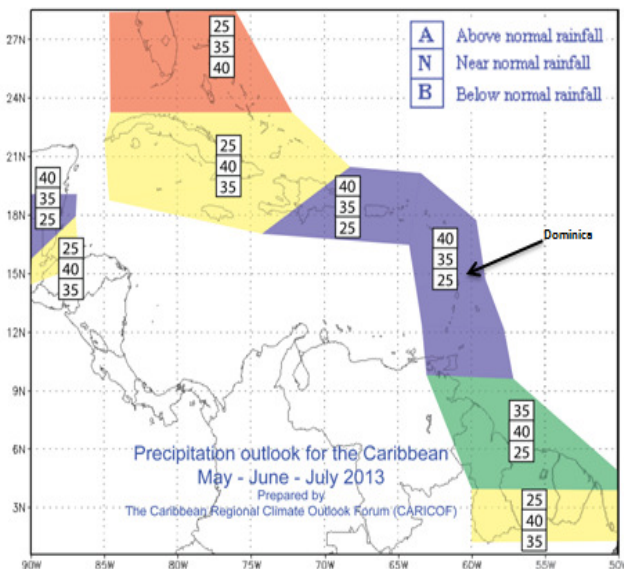 27N
24N
21N
18N
15N
12N
9N
6N
3N
90W
85W
80W
75W
70W
65W
60W
55W
50W
A Above normal rainfall
N Near normal rainfall
B Below normal rainfall
25
35
40
25
40
35
40
35
25
40
35
25
25
40
35
40
35
25
Dominica
35
40
25
25
40
35
Precipitation outlook for the Caribbean
May - June - July 2013
Prepared by
The Caribbean Regional Climate Outlook Forum (CARICOF)